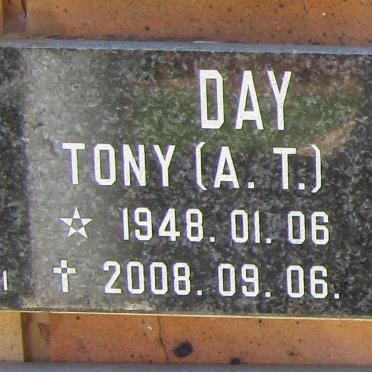 DAY
TONY (A. T.)
☆ 1948. 01. 06
✝ 2008. 09. 06.